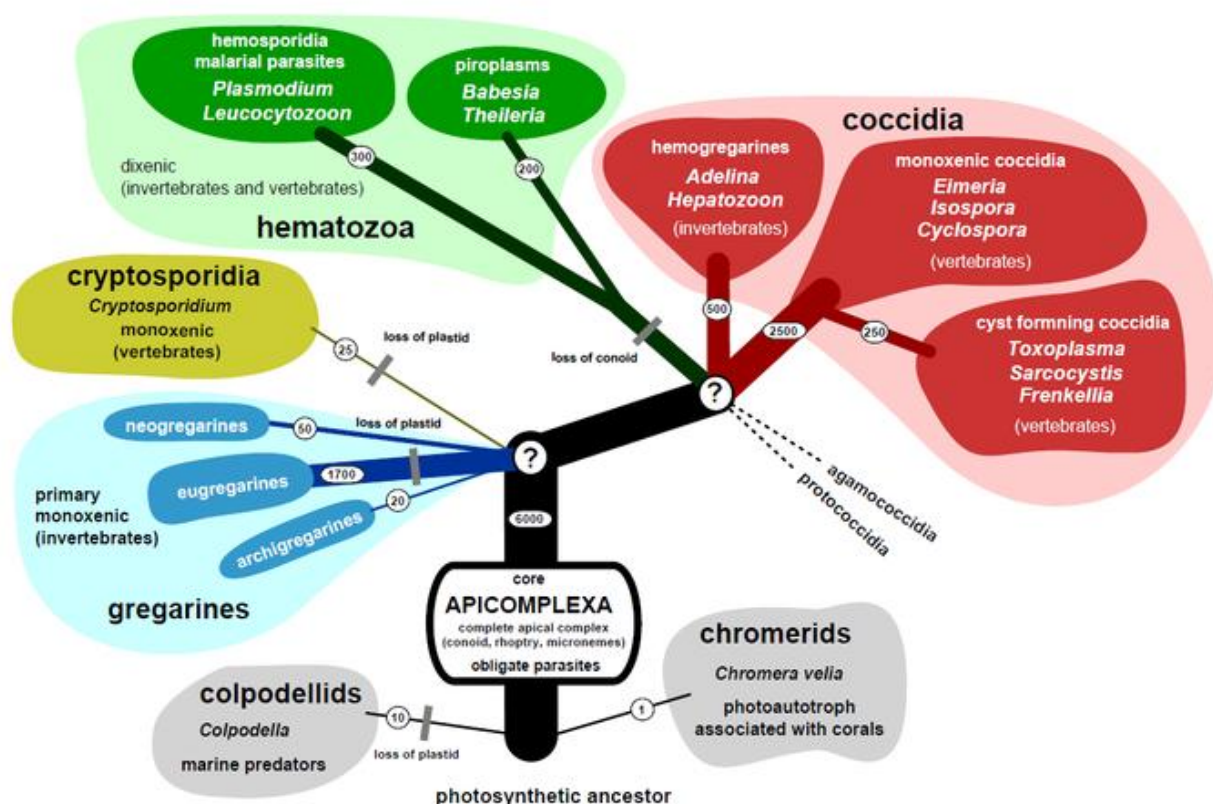 hemosporidia
malarial parasites
Plasmodium
Leucocytozoon
piroplasms
Babesia
Theileria
300
200
dixenic
(invertebrates and vertebrates)
hematozoa
coccidia
hemogregarines
Adelina
Hepatozoon
(invertebrates)
monoxenic coccidia
Eimeria
Isospora
Cyclospora
(vertebrates)
500
2500
250
cyst formning coccidia
Toxoplasma
Sarcocystis
Frenkellia
(vertebrates)
cryptosporidia
Cryptosporidium
monoxenic
(vertebrates)
25
loss of plastid
loss of conoid
?
agamococcidia
protococcidia
neogregarines
50
loss of plastid
?
eugregarines
1700
archigregarines
20
primary
monoxenic
(invertebrates)
gregarines
6000
core
APICOMPLEXA
complete apical complex
(conoid, rhoptry, micronemes)
obligate parasites
colpodellids
Colpodella
marine predators
10
loss of plastid
1
chromerids
Chromera velia
photoautotroph
associated with corals
photosynthetic ancestor